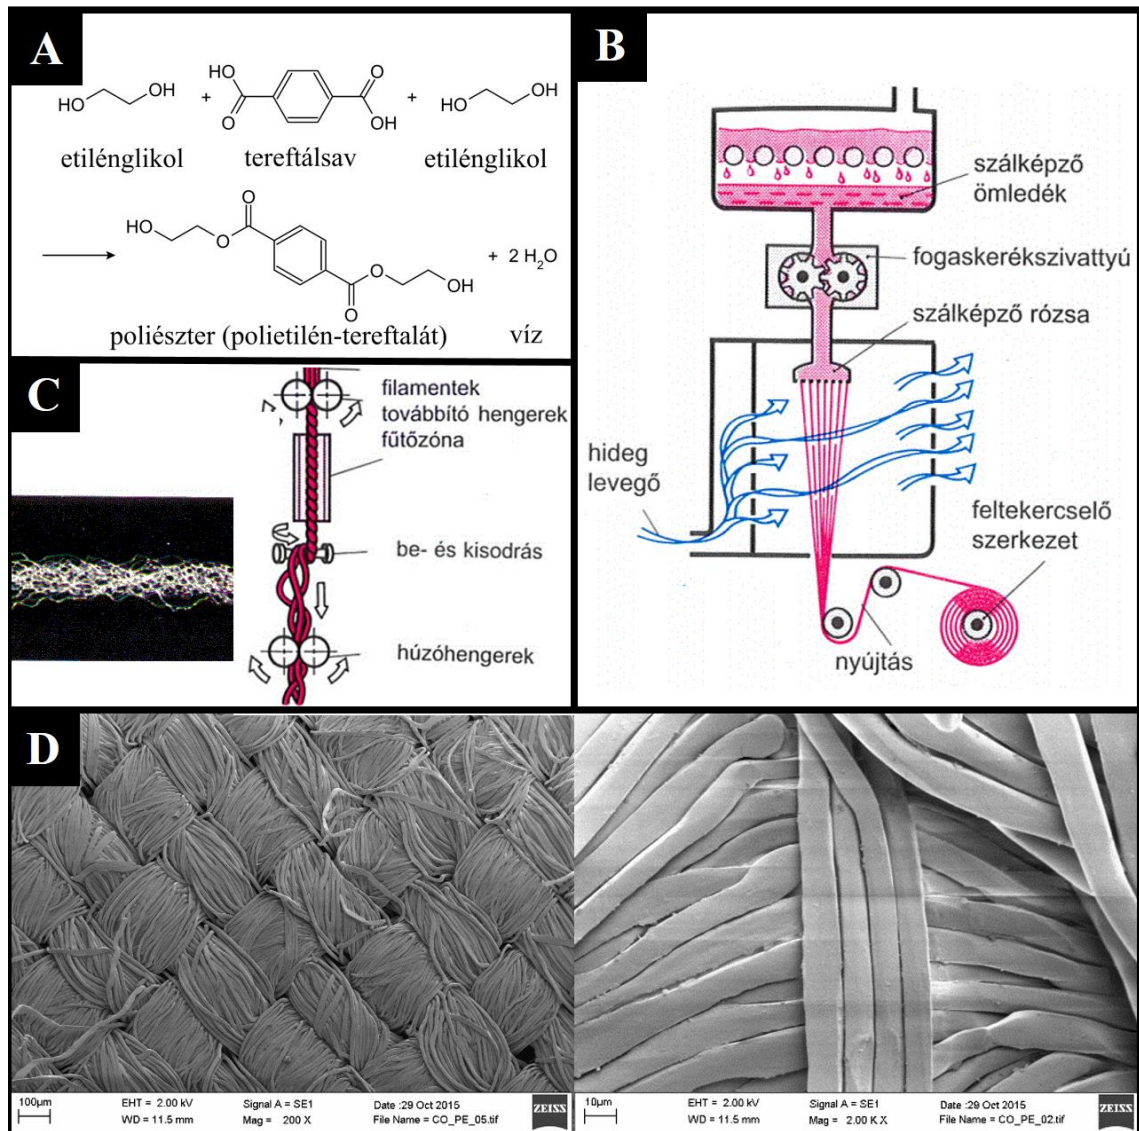 A
HO OH + HO O O OH + HO OH
etilénglikol tereftálsav etilénglikol
HO O O O O OH + 2 H₂O
poliészter (polietilén-tereftalát) víz
B
szálképző
ömledék
fogaskerékszivattyú
szálképző rózsa
hideg
levegő
feltekercselő
szerkezet
nyújtás
C
filamentek
továbbító hengerek
fűtőzóna
be- és kisodrás
húzóhengerek
D
100µm
EHT = 2.00 kV Signal A = SE1 Date :29 Oct 2015
WD = 11.5 mm Mag = 200 X File Name = CO_PE_05.tif
ZEISS
10µm
EHT = 2.00 kV Signal A = SE1 Date :29 Oct 2015
WD = 11.5 mm Mag = 2.00 K X File Name = CO_PE_02.tif
ZEISS